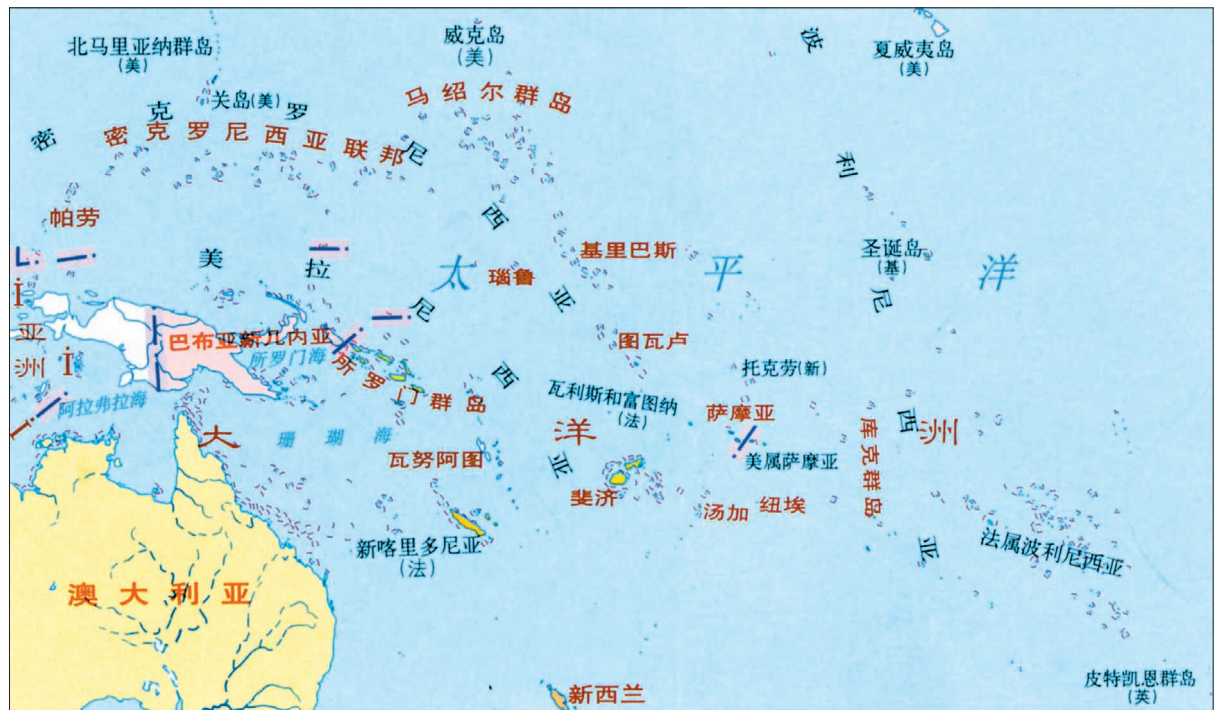 北马里亚纳群岛
(美)
威克岛
(美)
夏威夷岛
(美)
关岛(美)
马绍尔群岛
密克罗尼西亚
密克罗尼西亚联邦
波利尼西亚
帕劳
美拉尼西亚
太平洋
基里巴斯
瑙鲁
圣诞岛
(基)
亚洲
巴布亚新几内亚
所罗门海
所罗门群岛
图瓦卢
托克劳(新)
瓦利斯和富图纳
(法)
萨摩亚
美属萨摩亚
阿拉弗拉海
大洋洲
珊瑚海
瓦努阿图
斐济
汤加
纽埃
库克群岛
新喀里多尼亚
(法)
法属波利尼西亚
澳大利亚
新西兰
皮特凯恩群岛
(英)